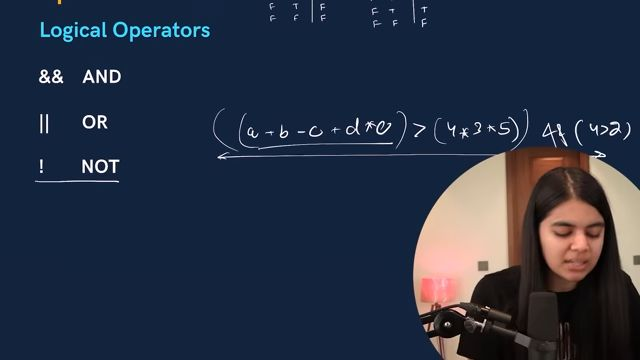 F T | F T
F F | F F T F
F F F
Logical Operators
&& AND
|| OR
! NOT
((a + b - c + d * e) > (4 * 3 * 5)) && (4 > 2)